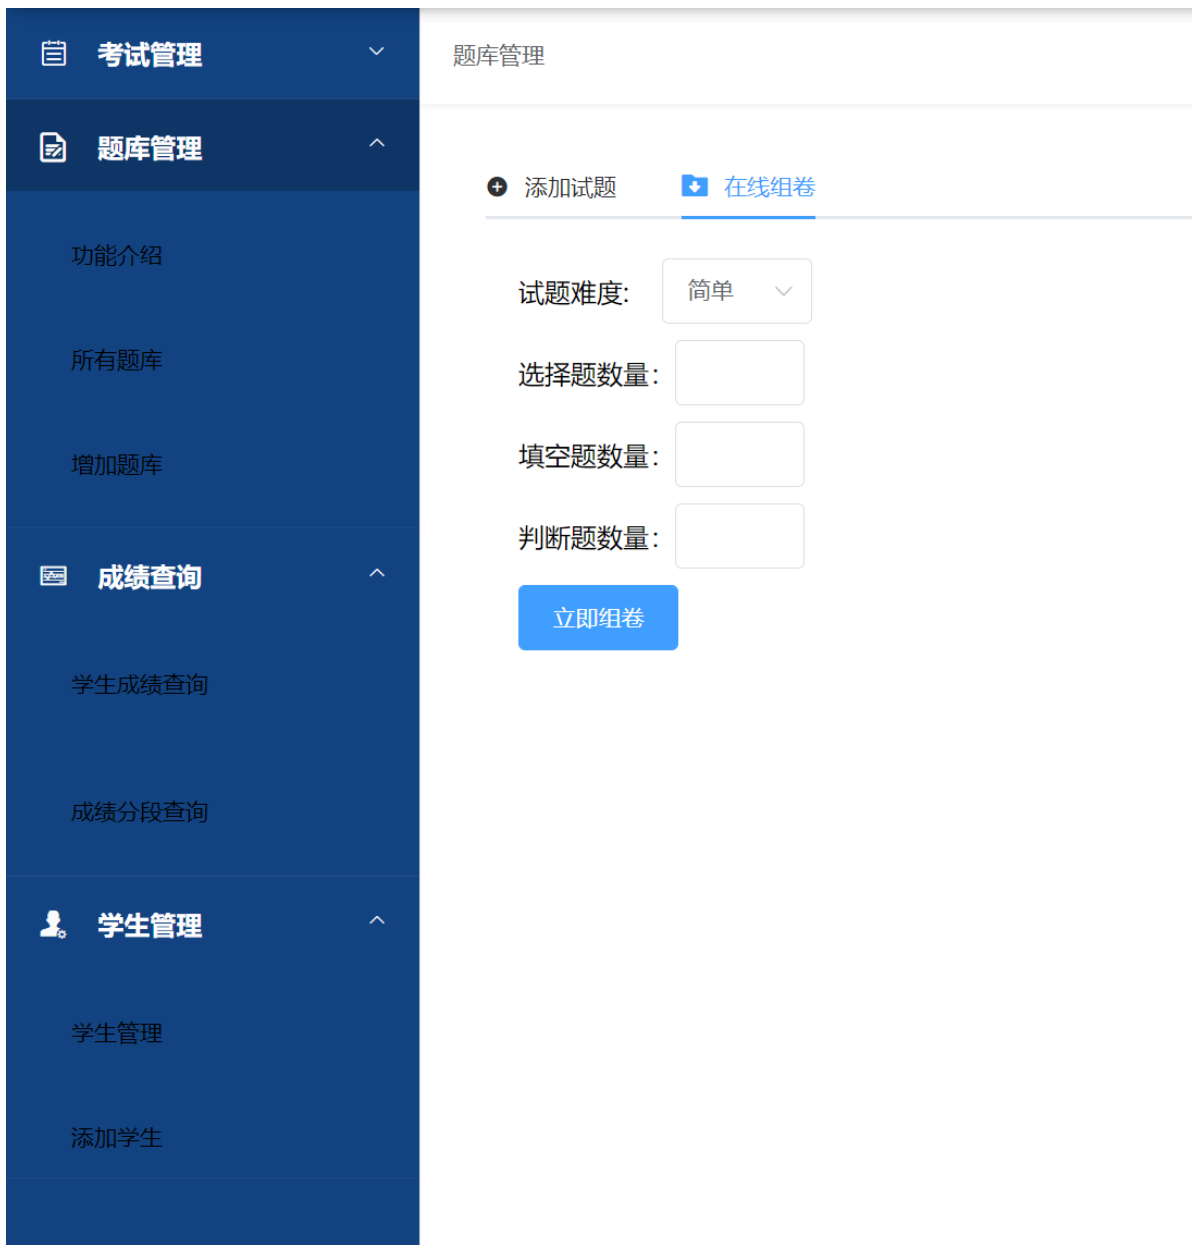 考试管理
题库管理
功能介绍
所有题库
增加题库
成绩查询
学生成绩查询
成绩分段查询
学生管理
学生管理
添加学生
题库管理
添加试题
在线组卷
试题难度:
简单
选择题数量：
填空题数量：
判断题数量：
立即组卷